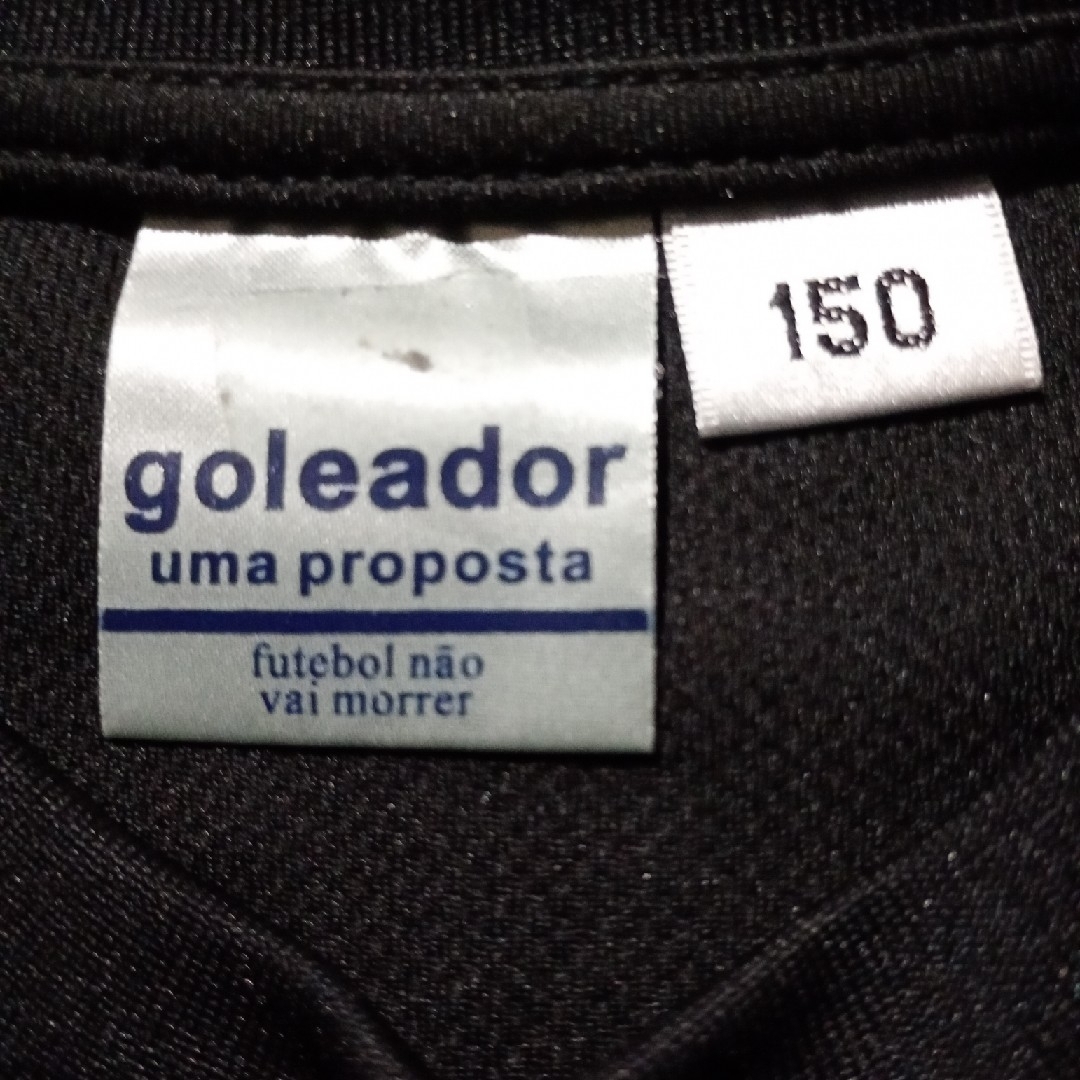 goleador
uma proposta
futebol não
vai morrer
150